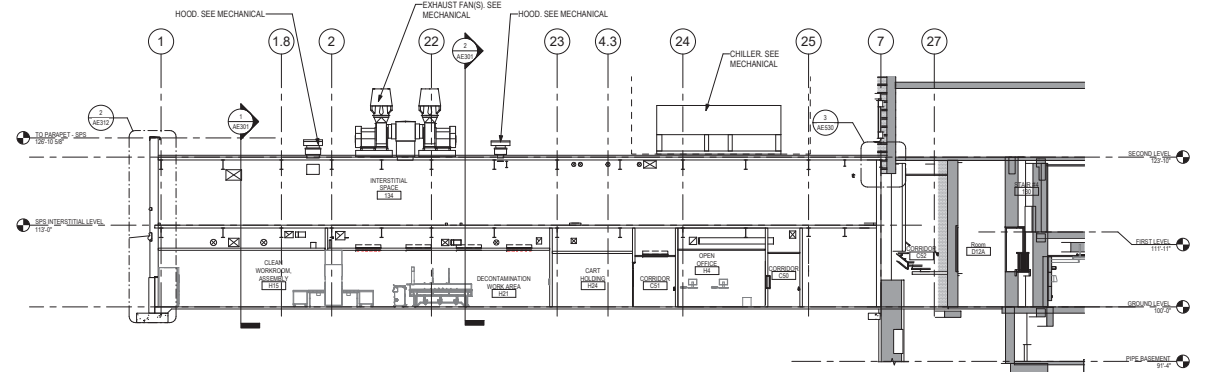 HOOD. SEE MECHANICAL
EXHAUST FAN(S). SEE
MECHANICAL
HOOD. SEE MECHANICAL
CHILLER. SEE
MECHANICAL
1
1.8
2
22
23
4.3
24
25
7
27
2
AE301
2
AE312
1
AE301
3
AE530
TO PARAPET - SPS
126'-10 5/8"
SECOND LEVEL
123'-10"
INTERSTITIAL
SPACE
134
STAIR #4
SPS INTERSTITIAL LEVEL
113'-0"
FIRST LEVEL
111'-11"
CORRIDOR
C52
Room
D12A
CLEAN
WORKROOM,
ASSEMBLY
H15
DECONTAMINATION
WORK AREA
H21
CART
HOLDING
H24
CORRIDOR
C51
OPEN
OFFICE
H4
CORRIDOR
C50
GROUND LEVEL
100'-0"
PIPE BASEMENT
91'-4"